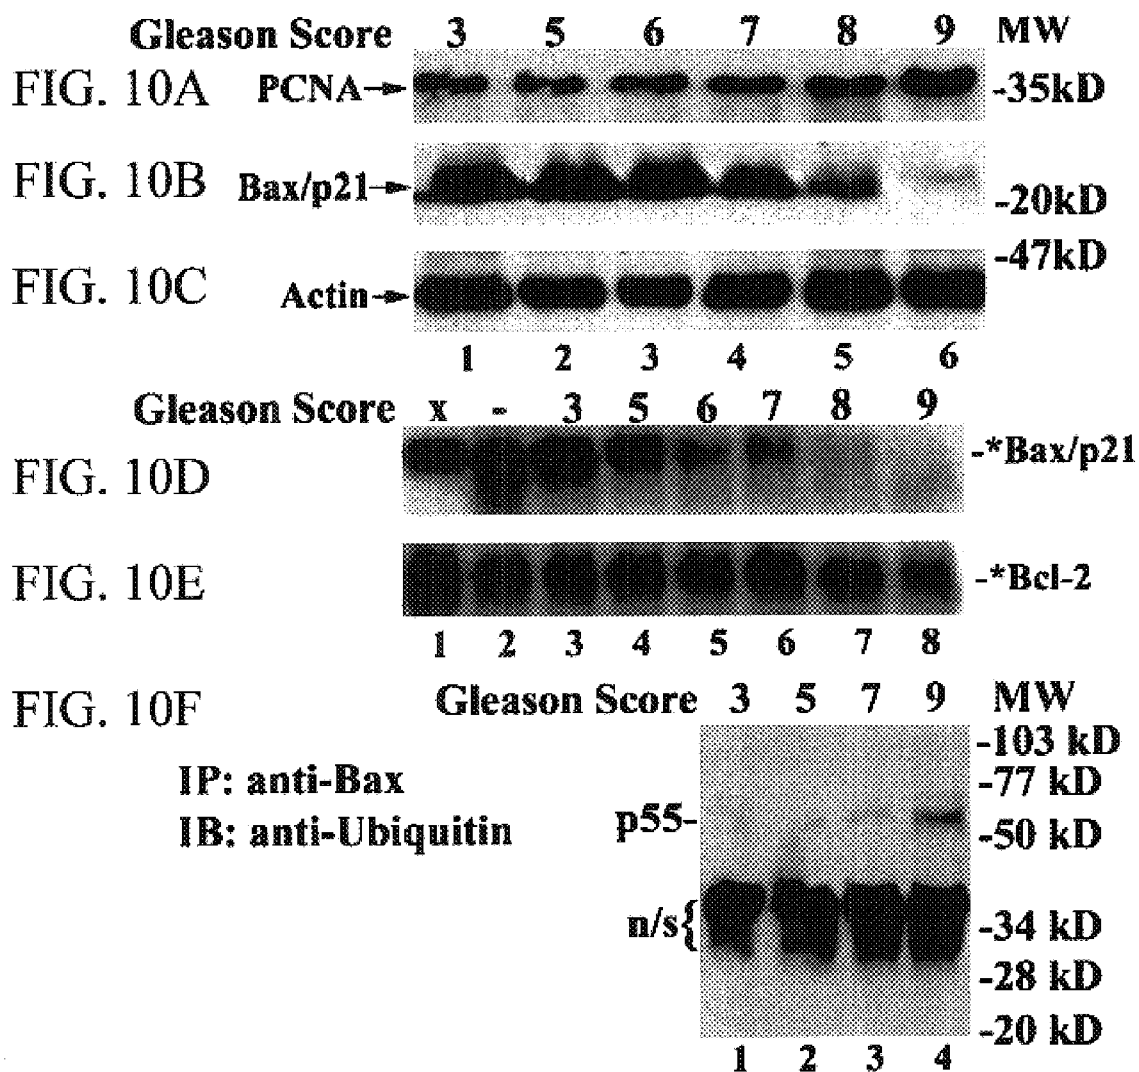 Gleason Score 3 5 6 7 8 9 MW
FIG. 10A PCNA -35kD
FIG. 10B Bax/p21 -20kD
-47kD
FIG. 10C Actin
1 2 3 4 5 6
Gleason Score x - 3 5 6 7 8 9
FIG. 10D -*Bax/p21
FIG. 10E -*Bcl-2
1 2 3 4 5 6 7 8
FIG. 10F Gleason Score 3 5 7 9 MW
-103 kD
IP: anti-Bax -77 kD
IB: anti-Ubiquitin p55- -50 kD
n/s{ -34 kD
-28 kD
-20 kD
1 2 3 4